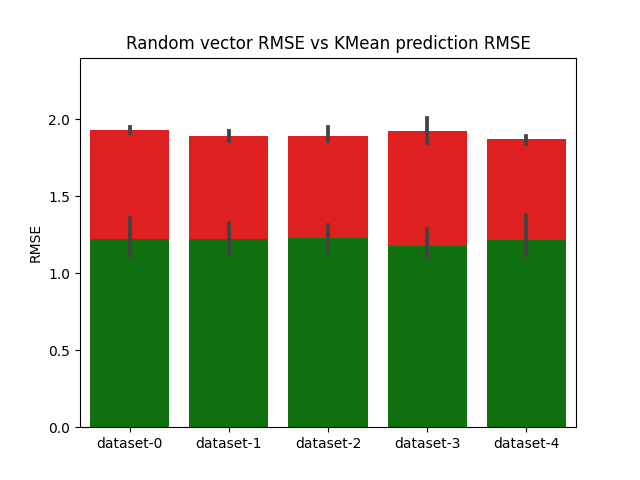 Random vector RMSE vs KMean prediction RMSE
2.0
1.5
1.0
0.5
0.0
RMSE
dataset-0 dataset-1 dataset-2 dataset-3 dataset-4